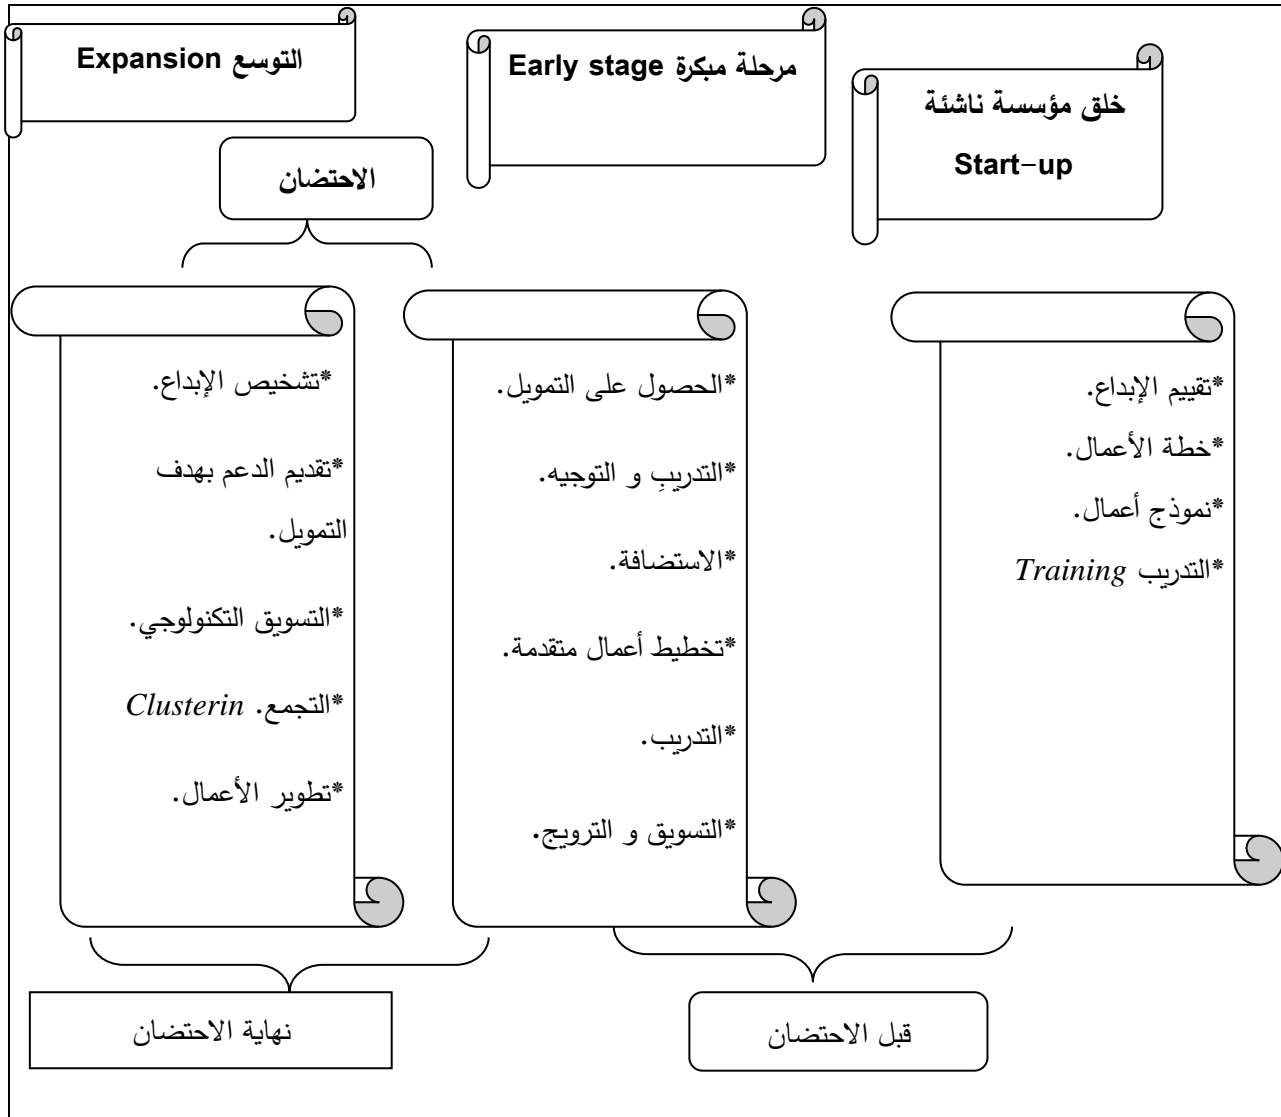 خلق مؤسسة ناشئة
Start-up
مرحلة مبكرة Early stage
التوسع Expansion
الاحتضان
*تقييم الإبداع.
*خطة الأعمال.
*نموذج أعمال.
*التدريب Training
*الحصول على التمويل.
*التدريبِ و التوجيه.
*الاستضافة.
*تخطيط أعمال متقدمة.
*التدريب.
*التسويق و الترويج.
*تشخيص الإبداع.
*تقديم الدعم بهدف
التمويل.
*التسويق التكنولوجي.
*التجمع. Clusterin
*تطوير الأعمال.
قبل الاحتضان
نهاية الاحتضان